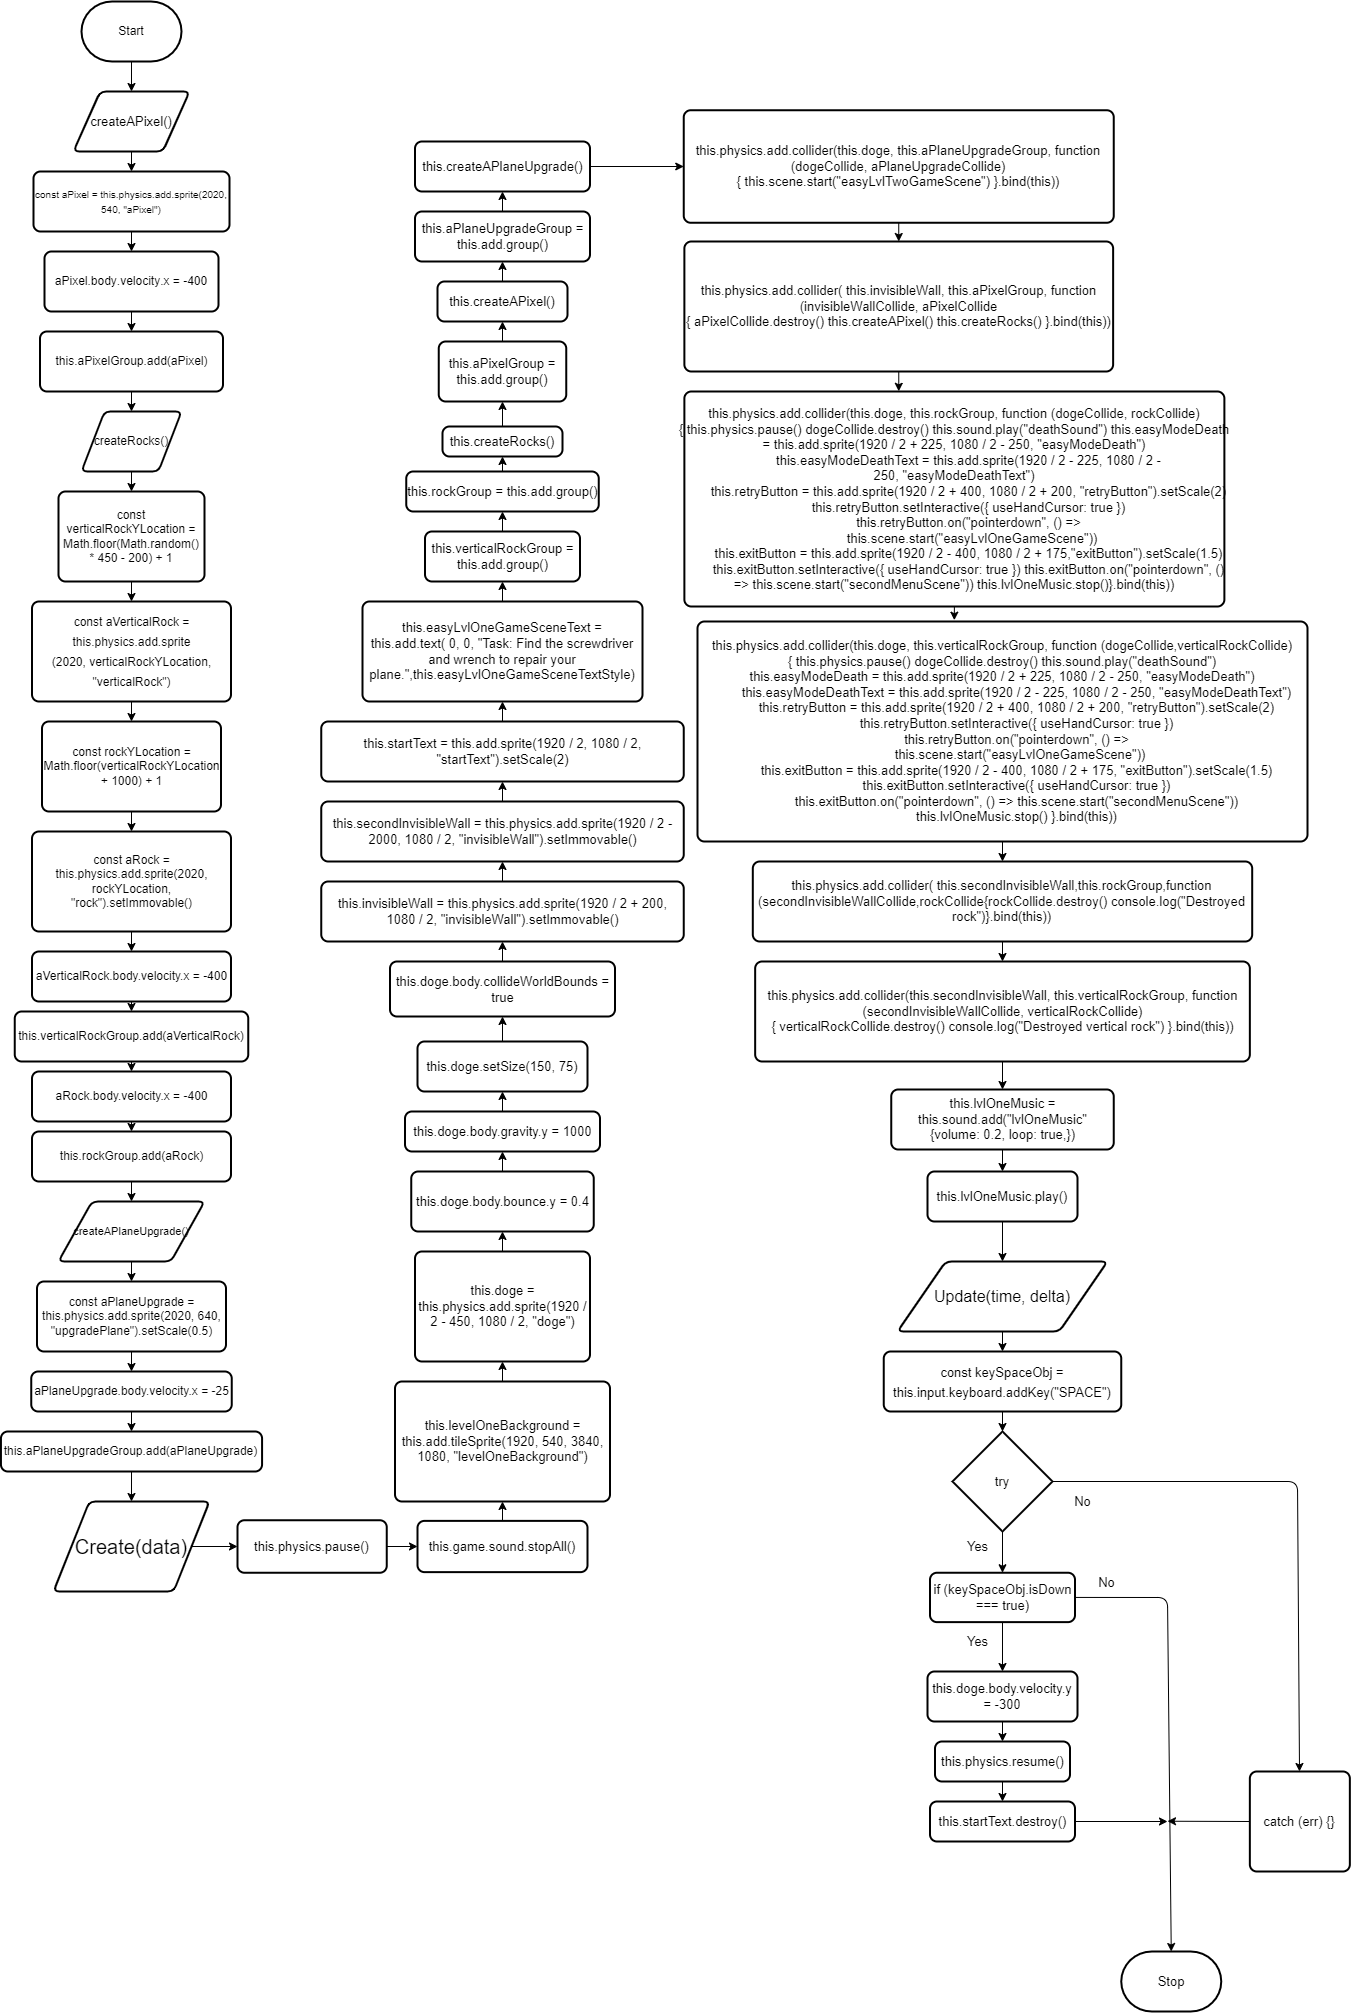 Start
createAPixel()
const aPixel = this.physics.add.sprite(2020,
540, "aPixel")
aPixel.body.velocity.x = -400
this.aPixelGroup.add(aPixel)
createRocks()
const
verticalRockYLocation =
Math.floor(Math.random()
* 450 - 200) + 1
const aVerticalRock =
this.physics.add.sprite
(2020, verticalRockYLocation,
"verticalRock")
const rockYLocation =
Math.floor(verticalRockYLocation
+ 1000) + 1
const aRock =
this.physics.add.sprite(2020,
rockYLocation,
"rock").setImmovable()
aVerticalRock.body.velocity.x = -400
this.verticalRockGroup.add(aVerticalRock)
aRock.body.velocity.x = -400
this.rockGroup.add(aRock)
createAPlaneUpgrade()
const aPlaneUpgrade =
this.physics.add.sprite(2020, 640,
"upgradePlane").setScale(0.5)
aPlaneUpgrade.body.velocity.x = -25
this.aPlaneUpgradeGroup.add(aPlaneUpgrade)
Create(data)
this.physics.pause()
this.game.sound.stopAll()
this.levelOneBackground =
this.add.tileSprite(1920, 540, 3840,
1080, "levelOneBackground")
this.doge =
this.physics.add.sprite(1920 /
2 - 450, 1080 / 2, "doge")
this.doge.body.bounce.y = 0.4
this.doge.body.gravity.y = 1000
this.doge.setSize(150, 75)
this.doge.body.collideWorldBounds =
true
this.invisibleWall = this.physics.add.sprite(1920 / 2 + 200,
1080 / 2, "invisibleWall").setImmovable()
this.secondInvisibleWall = this.physics.add.sprite(1920 / 2 -
2000, 1080 / 2, "invisibleWall").setImmovable()
this.startText = this.add.sprite(1920 / 2, 1080 / 2,
"startText").setScale(2)
this.easyLvlOneGameSceneText =
this.add.text( 0, 0, "Task: Find the screwdriver
and wrench to repair your
plane.",this.easyLvlOneGameSceneTextStyle)
this.verticalRockGroup =
this.add.group()
this.rockGroup = this.add.group()
this.createRocks()
this.aPixelGroup =
this.add.group()
this.createAPixel()
this.aPlaneUpgradeGroup =
this.add.group()
this.createAPlaneUpgrade()
this.physics.add.collider(this.doge, this.aPlaneUpgradeGroup, function
(dogeCollide, aPlaneUpgradeCollide)
{ this.scene.start("easyLvlTwoGameScene") }.bind(this))
this.physics.add.collider( this.invisibleWall, this.aPixelGroup, function
(invisibleWallCollide, aPixelCollide
{ aPixelCollide.destroy() this.createAPixel() this.createRocks() }.bind(this))
this.physics.add.collider(this.doge, this.rockGroup, function (dogeCollide, rockCollide)
{ this.physics.pause() dogeCollide.destroy() this.sound.play("deathSound") this.easyModeDeath
= this.add.sprite(1920 / 2 + 225, 1080 / 2 - 250, "easyModeDeath")
this.easyModeDeathText = this.add.sprite(1920 / 2 - 225, 1080 / 2 -
250, "easyModeDeathText")
this.retryButton = this.add.sprite(1920 / 2 + 400, 1080 / 2 + 200, "retryButton").setScale(2)
this.retryButton.setInteractive({ useHandCursor: true })
this.retryButton.on("pointerdown", () =>
this.scene.start("easyLvlOneGameScene"))
this.exitButton = this.add.sprite(1920 / 2 - 400, 1080 / 2 + 175,"exitButton").setScale(1.5)
this.exitButton.setInteractive({ useHandCursor: true }) this.exitButton.on("pointerdown", ()
=> this.scene.start("secondMenuScene")) this.lvlOneMusic.stop()}.bind(this))
this.physics.add.collider(this.doge, this.verticalRockGroup, function (dogeCollide,verticalRockCollide)
{ this.physics.pause() dogeCollide.destroy() this.sound.play("deathSound")
this.easyModeDeath = this.add.sprite(1920 / 2 + 225, 1080 / 2 - 250, "easyModeDeath")
this.easyModeDeathText = this.add.sprite(1920 / 2 - 225, 1080 / 2 - 250, "easyModeDeathText")
this.retryButton = this.add.sprite(1920 / 2 + 400, 1080 / 2 + 200, "retryButton").setScale(2)
this.retryButton.setInteractive({ useHandCursor: true })
this.retryButton.on("pointerdown", () =>
this.scene.start("easyLvlOneGameScene"))
this.exitButton = this.add.sprite(1920 / 2 - 400, 1080 / 2 + 175, "exitButton").setScale(1.5)
this.exitButton.setInteractive({ useHandCursor: true })
this.exitButton.on("pointerdown", () => this.scene.start("secondMenuScene"))
this.lvlOneMusic.stop() }.bind(this))
this.physics.add.collider( this.secondInvisibleWall,this.rockGroup,function
(secondInvisibleWallCollide,rockCollide{rockCollide.destroy() console.log("Destroyed
rock")}.bind(this))
this.physics.add.collider(this.secondInvisibleWall, this.verticalRockGroup, function
(secondInvisibleWallCollide, verticalRockCollide)
{ verticalRockCollide.destroy() console.log("Destroyed vertical rock") }.bind(this))
this.lvlOneMusic =
this.sound.add("lvlOneMusic"
{volume: 0.2, loop: true,})
this.lvlOneMusic.play()
Update(time, delta)
const keySpaceObj =
this.input.keyboard.addKey("SPACE")
try
No
Yes
if (keySpaceObj.isDown
=== true)
No
Yes
this.doge.body.velocity.y
= -300
this.physics.resume()
this.startText.destroy()
catch (err) {}
Stop